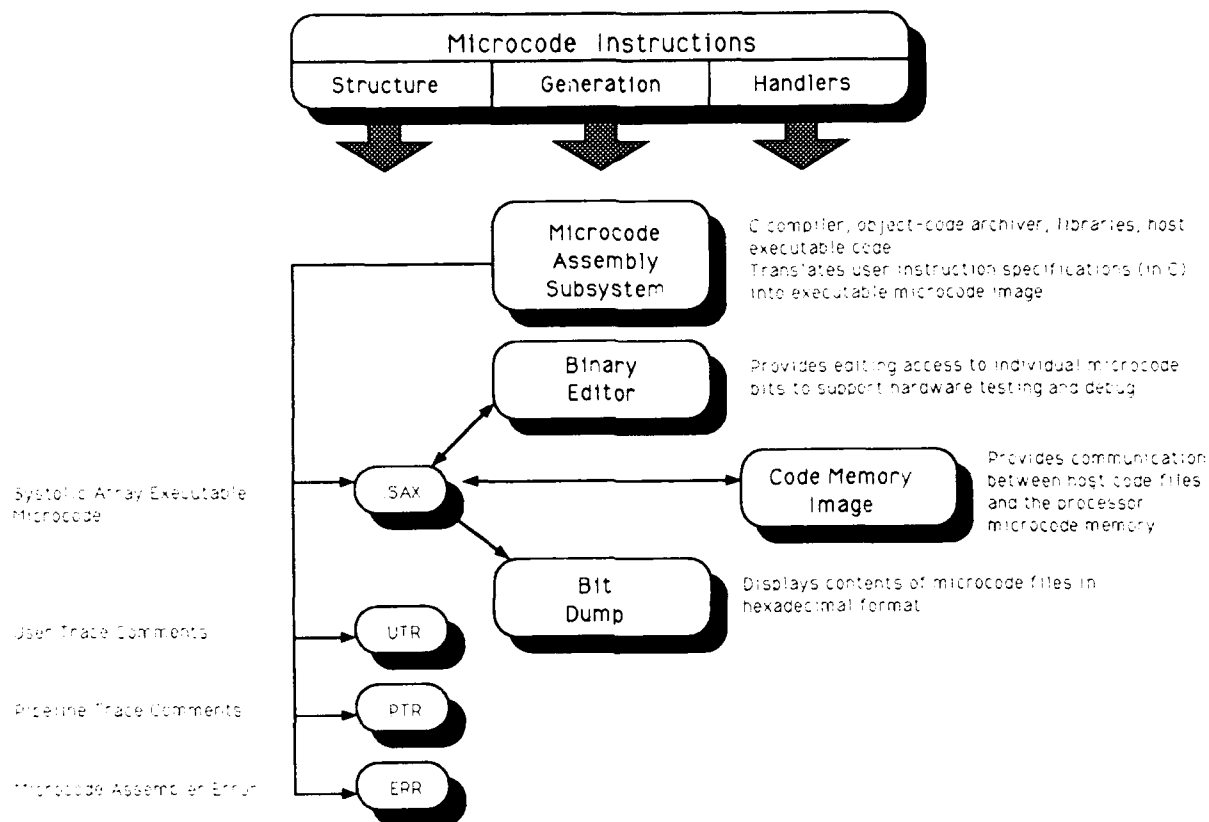 Microcode Instructions
Structure
Generation
Handlers
Microcode
Assembly
Subsystem
C compiler, object-code archiver, libraries, host
executable code
Translates user instruction specifications (in C)
into executable microcode image
Binary
Editor
Provides editing access to individual microcode
bits to support hardware testing and debug
Systolic Array Executable
Microcode
.SAX
Code Memory
Image
Provides communication
between host code files
and the processor
microcode memory
Bit
Dump
Displays contents of microcode files in
hexadecimal format
User Trace Comments
UTR
Pipeline Trace Comments
PTR
Microcode Assembler Error
ERR